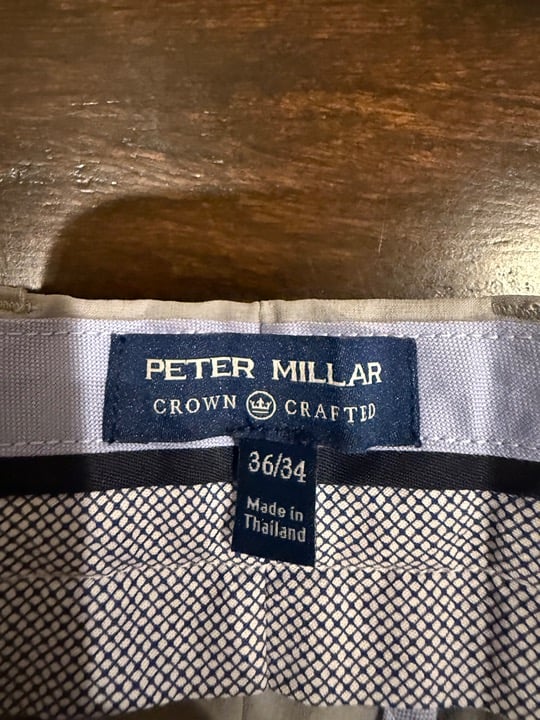 PETER MILLAR
CROWN CRAFTED
36/34
Made in
Thailand